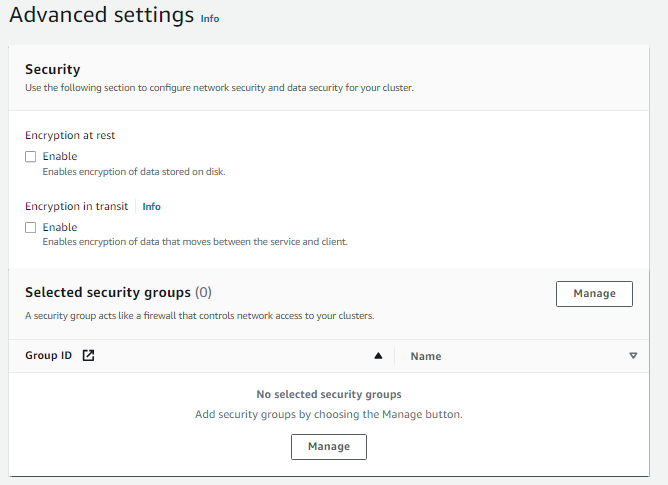 Advanced settings Info
Security
Use the following section to configure network security and data security for your cluster.
Encryption at rest
Enable
Enables encryption of data stored on disk.
Encryption in transit Info
Enable
Enables encryption of data that moves between the service and client.
Selected security groups (0) Manage
A security group acts like a firewall that controls network access to your clusters.
Group ID Name
No selected security groups
Add security groups by choosing the Manage button.
Manage